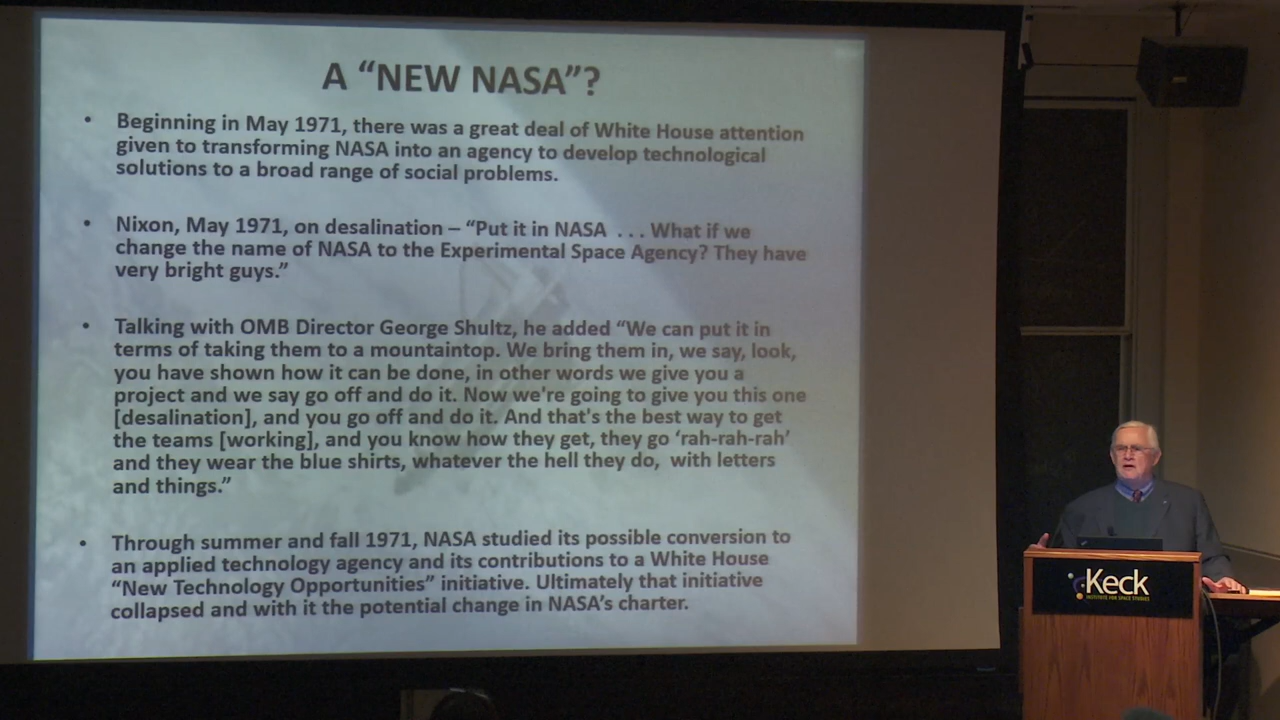 A “NEW NASA”?
• Beginning in May 1971, there was a great deal of White House attention
given to transforming NASA into an agency to develop technological
solutions to a broad range of social problems.
• Nixon, May 1971, on desalination – “Put it in NASA . . . What if we
change the name of NASA to the Experimental Space Agency? They have
very bright guys.”
• Talking with OMB Director George Shultz, he added “We can put it in
terms of taking them to a mountaintop. We bring them in, we say, look,
you have shown how it can be done, in other words we give you a
project and we say go off and do it. Now we're going to give you this one
[desalination], and you go off and do it. And that's the best way to get
the teams [working], and you know how they get, they go ‘rah-rah-rah’
and they wear the blue shirts, whatever the hell they do, with letters
and things.”
• Through summer and fall 1971, NASA studied its possible conversion to
an applied technology agency and its contributions to a White House
“New Technology Opportunities” initiative. Ultimately that initiative
collapsed and with it the potential change in NASA’s charter.
Keck
INSTITUTE FOR SPACE STUDIES